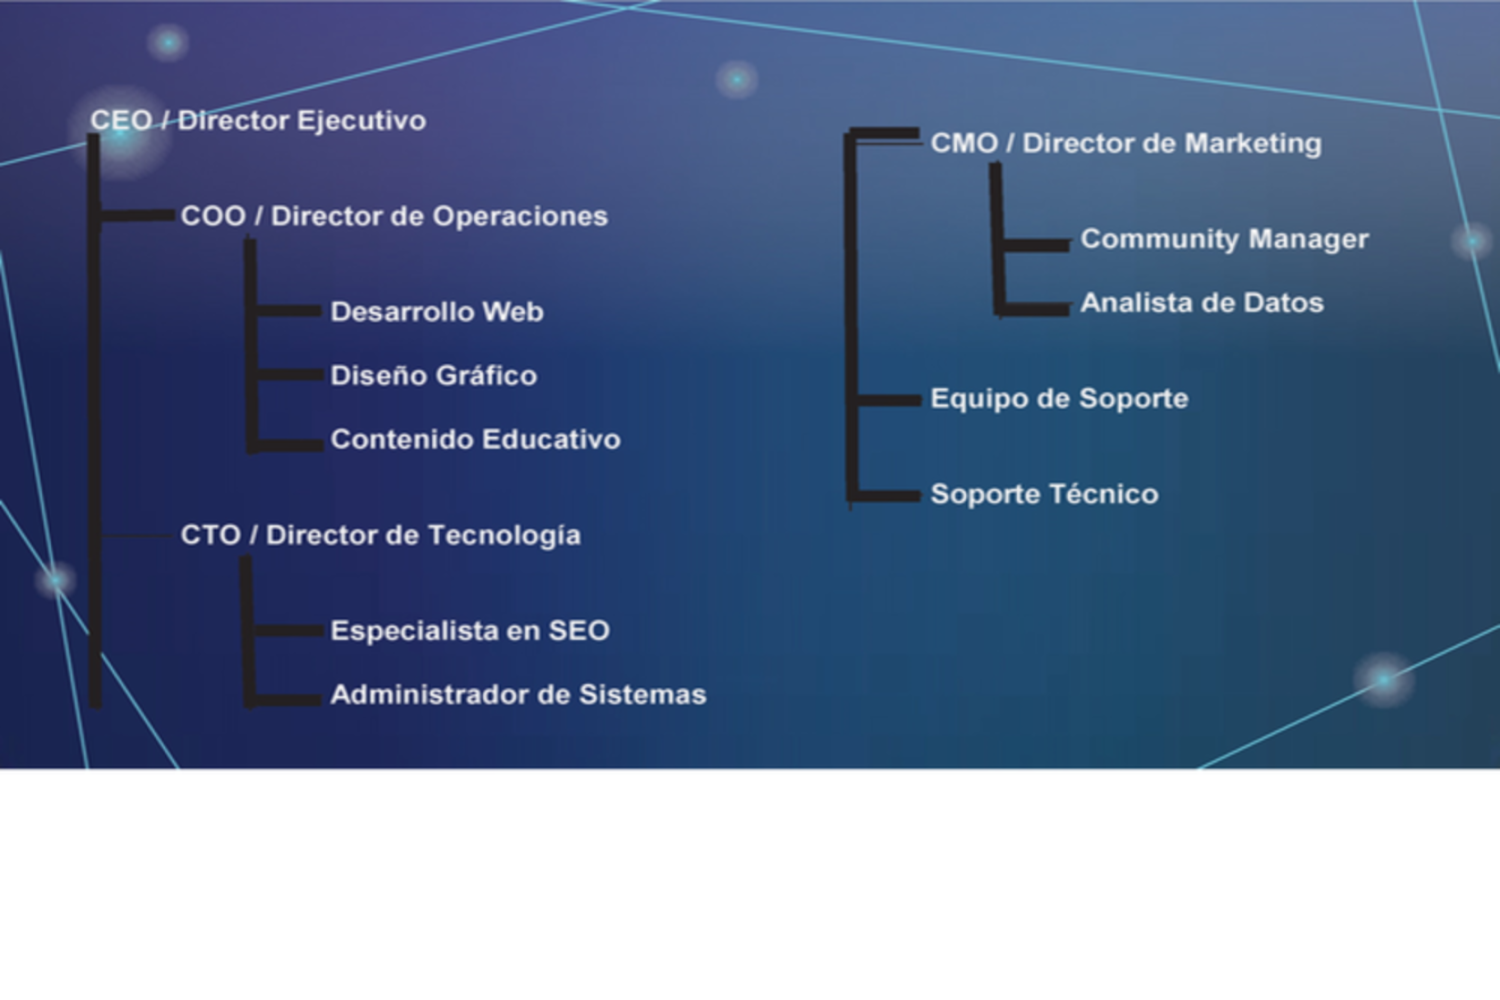 CEO / Director Ejecutivo
COO / Director de Operaciones
Desarrollo Web
Diseño Gráfico
Contenido Educativo
CTO / Director de Tecnología
Especialista en SEO
Administrador de Sistemas
CMO / Director de Marketing
Community Manager
Analista de Datos
Equipo de Soporte
Soporte Técnico